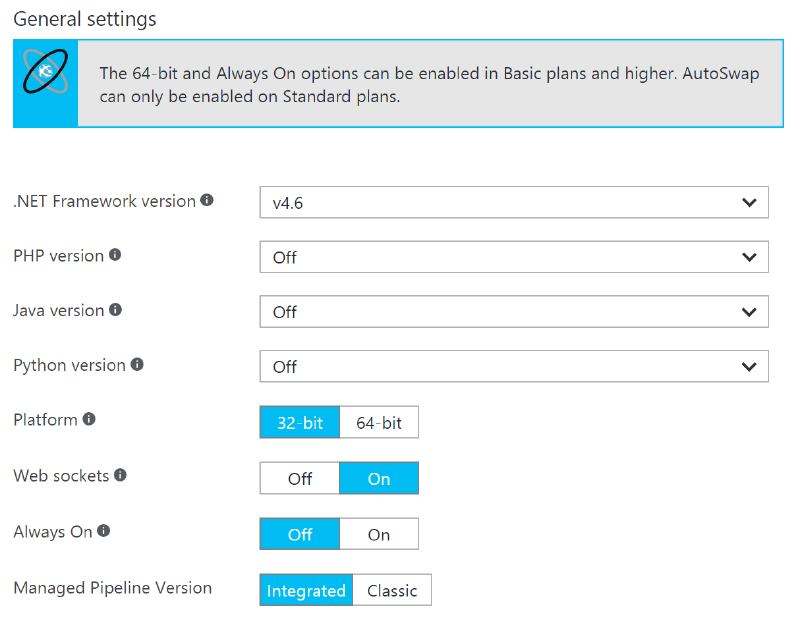 General settings
The 64-bit and Always On options can be enabled in Basic plans and higher. AutoSwap
can only be enabled on Standard plans.
.NET Framework version v4.6
PHP version Off
Java version Off
Python version Off
Platform 32-bit 64-bit
Web sockets Off On
Always On Off On
Managed Pipeline Version Integrated Classic